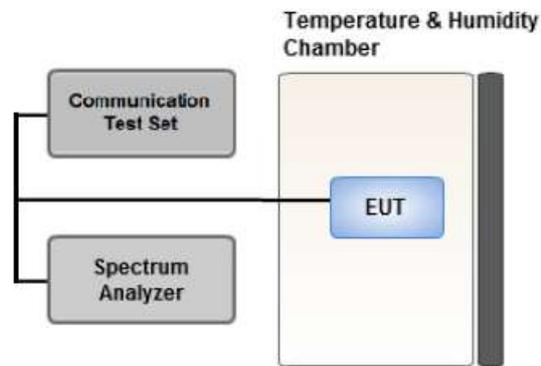 Temperature & Humidity
Chamber
Communication
Test Set
EUT
Spectrum
Analyzer